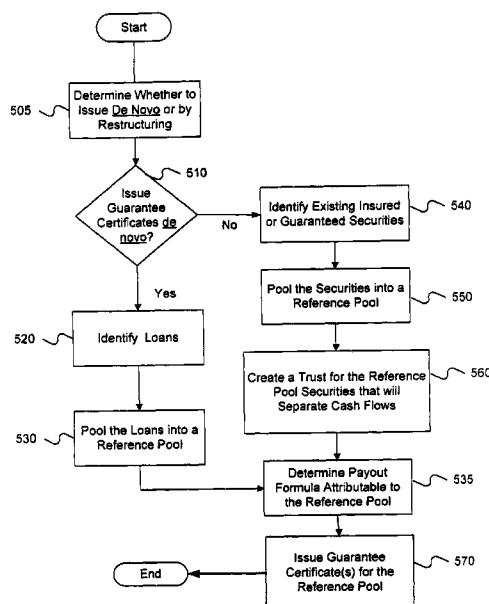 Start
505
Determine Whether to
Issue De Novo or by
Restructuring
510
Issue
Guarantee
Certificates de
novo?
No
Identify Existing Insured
or Guaranteed Securities
540
Yes
Pool the Securities into a
Reference Pool
550
520
Identify Loans
Create a Trust for the Reference
Pool Securities that will
Separate Cash Flows
560
530
Pool the Loans into a
Reference Pool
Determine Payout
Formula Attributable to
the Reference Pool
535
Issue Guarantee
Certificate(s) for the
Reference Pool
570
End